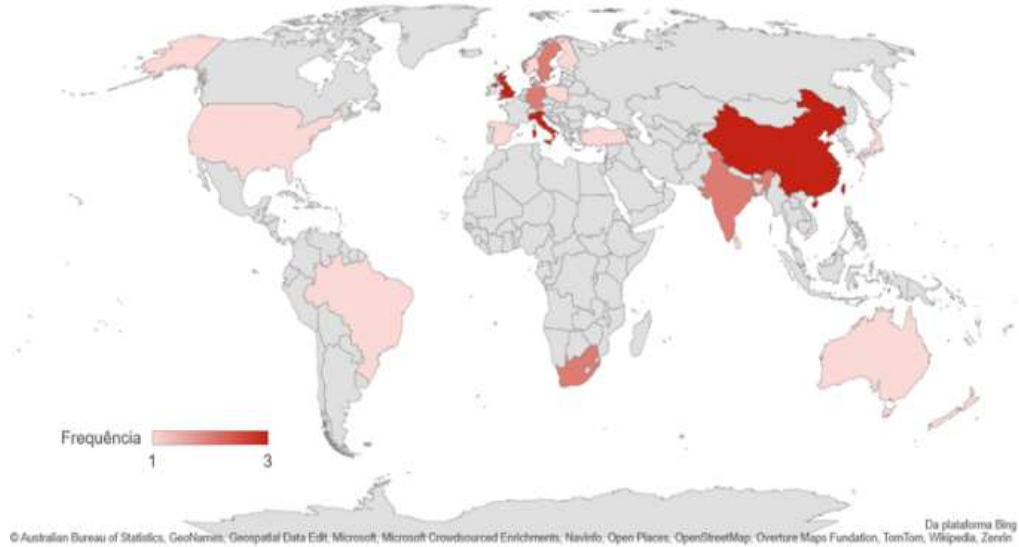 Frequência
1
3
Da plataforma Bing
© Australian Bureau of Statistics, GeoNames, Geospatial Data Edit, Microsoft, Microsoft Crowdsourced Enrichments, Navinfo, Open Places, OpenStreetMap, Overture Maps Fundation, TomTom, Wikipedia, Zenrin